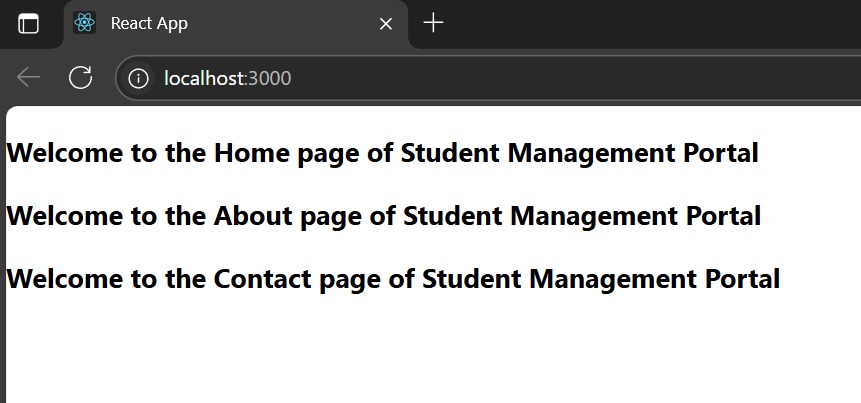 React App
localhost:3000
Welcome to the Home page of Student Management Portal
Welcome to the About page of Student Management Portal
Welcome to the Contact page of Student Management Portal